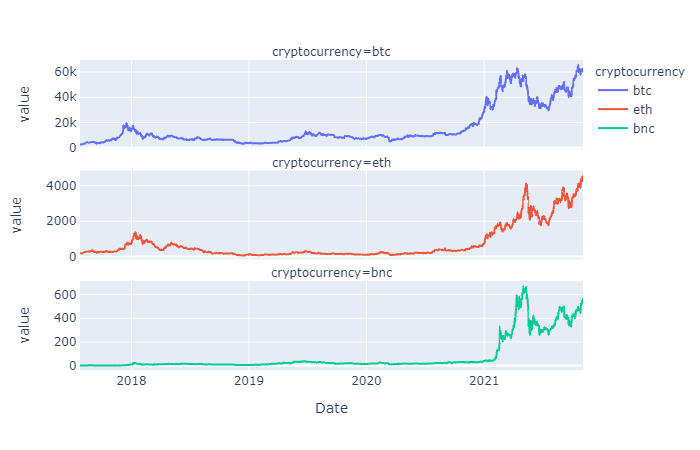 cryptocurrency=btc
60k
40k
20k
0
value
cryptocurrency
btc
eth
bnc
cryptocurrency=eth
4000
2000
0
value
cryptocurrency=bnc
600
400
200
0
value
2018 2019 2020 2021
Date